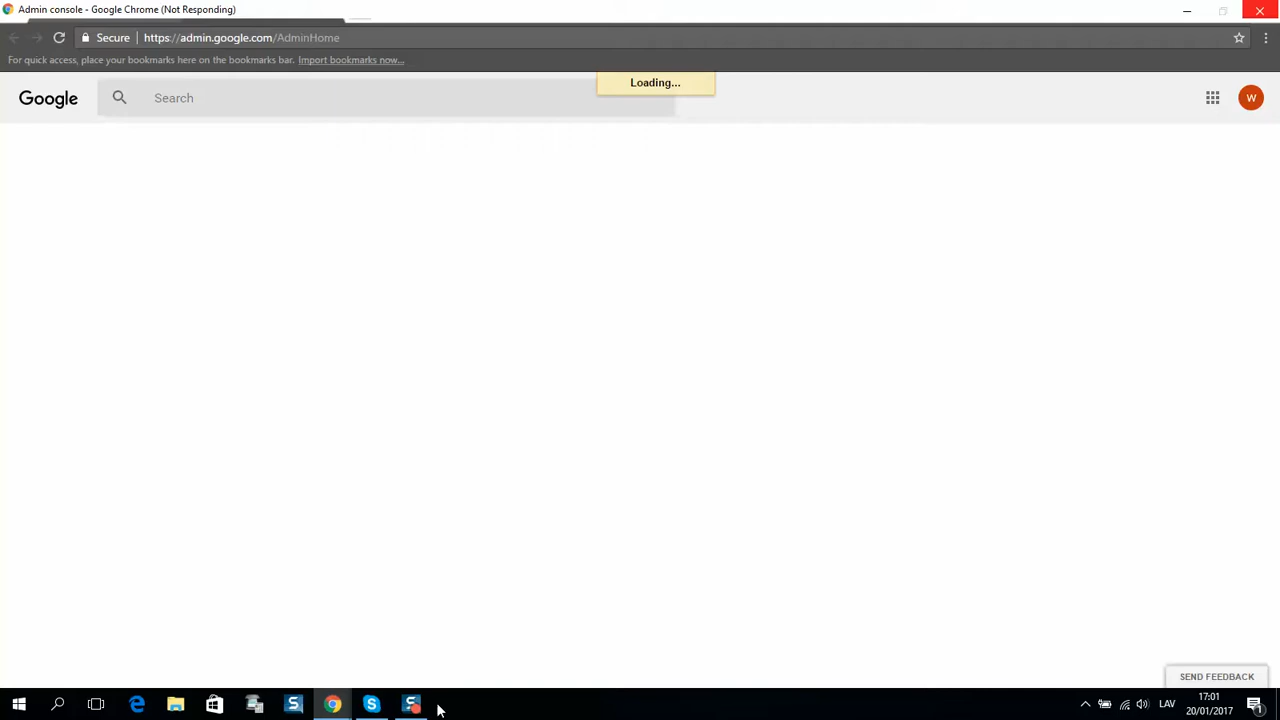 Admin console - Google Chrome (Not Responding)
Secure | https://admin.google.com/AdminHome
For quick access, place your bookmarks here on the bookmarks bar. Import bookmarks now...
Loading...
Google
Search
W
SEND FEEDBACK
17:01
LAV
20/01/2017